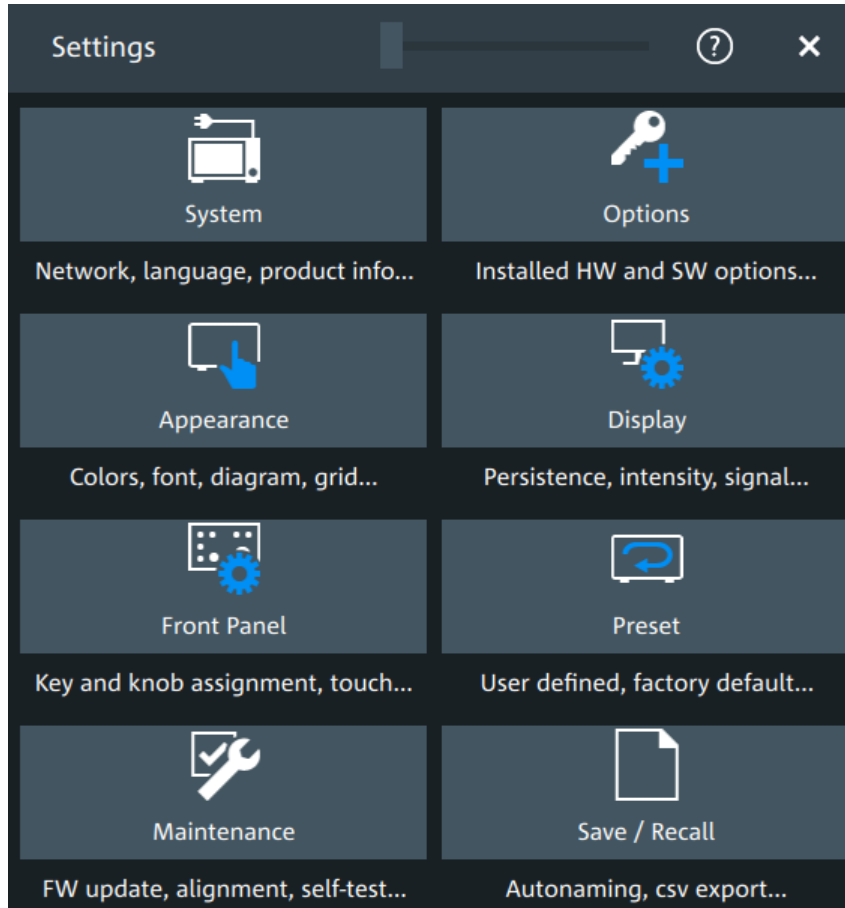 Settings ? ×
System Options
Network, language, product info... Installed HW and SW options...
Appearance Display
Colors, font, diagram, grid... Persistence, intensity, signal...
Front Panel Preset
Key and knob assignment, touch... User defined, factory default...
Maintenance Save / Recall
FW update, alignment, self-test... Autonaming, csv export...